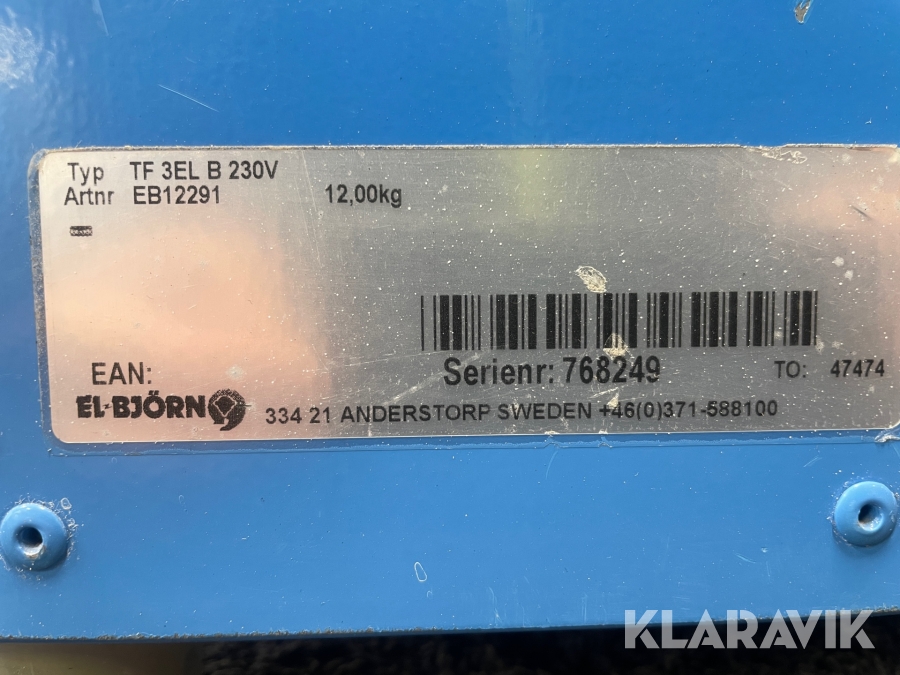 Typ TF 3EL B 230V
Artnr EB12291 12,00kg
EAN:
Serienr: 768249 TO: 47474
EL-BJÖRN 334 21 ANDERSTORP SWEDEN +46(0)371-588100
KLARAVIK